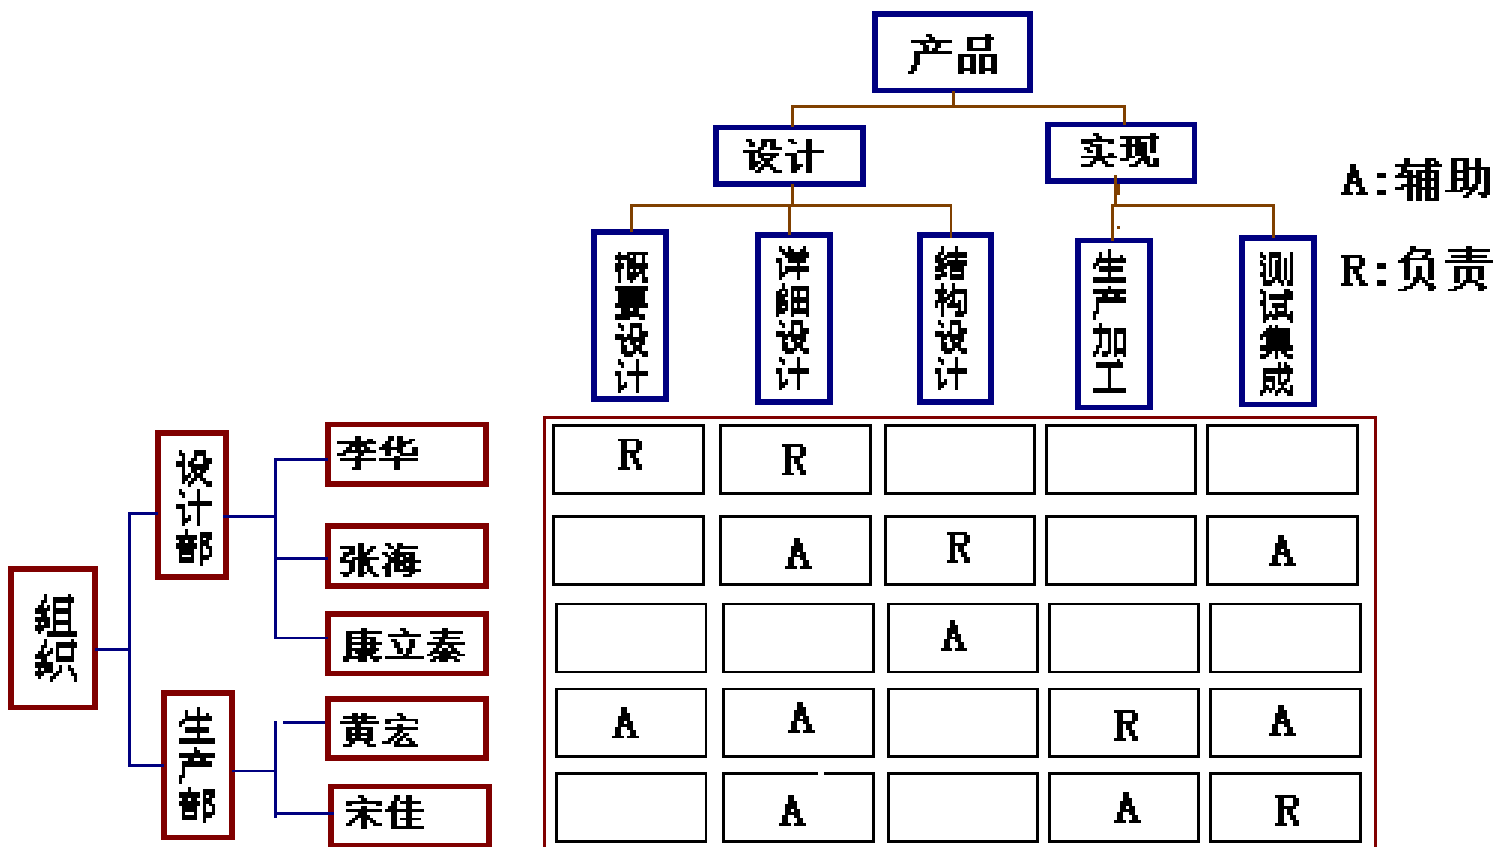 产品
设计
实现
A:辅助
R:负责
概要设计
详细设计
结构设计
生产加工
测试集成
组织
设计部
李华
R
R
张海
A
R
A
康立泰
A
生产部
黄宏
A
A
R
A
宋佳
A
A
R